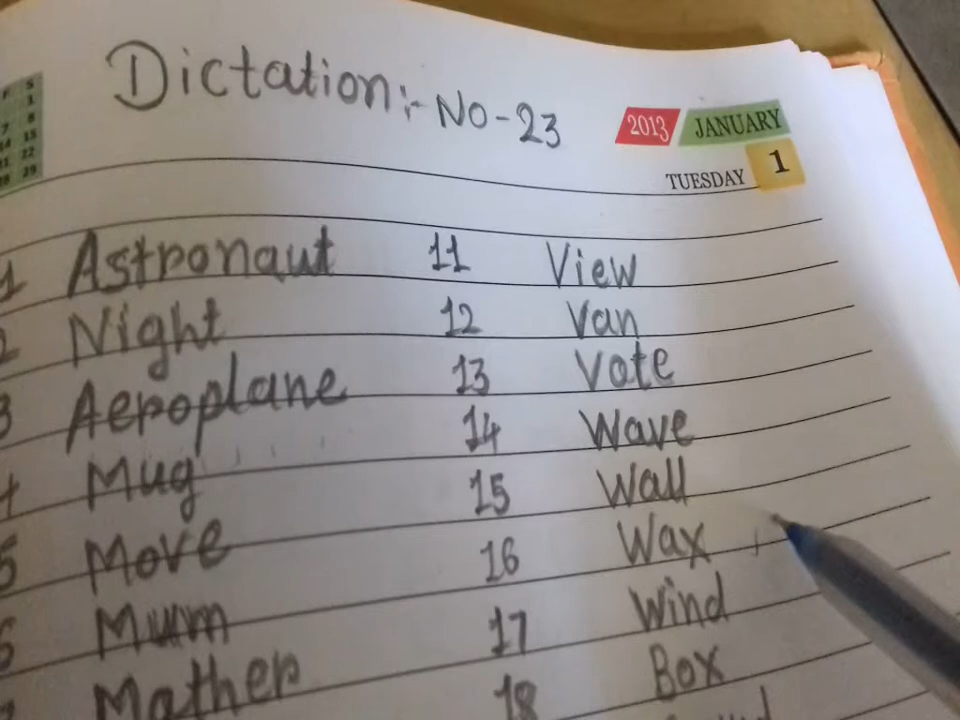 Dictation:- No-23
2013 JANUARY
TUESDAY 1
1 Astronaut 11 View
2 Night 12 Van
3 Aeroplane 13 Vote
4 Mug 14 Wave
5 Move 15 Wall
6 Mum 16 Wax
Mather 17 Wind
18 Box